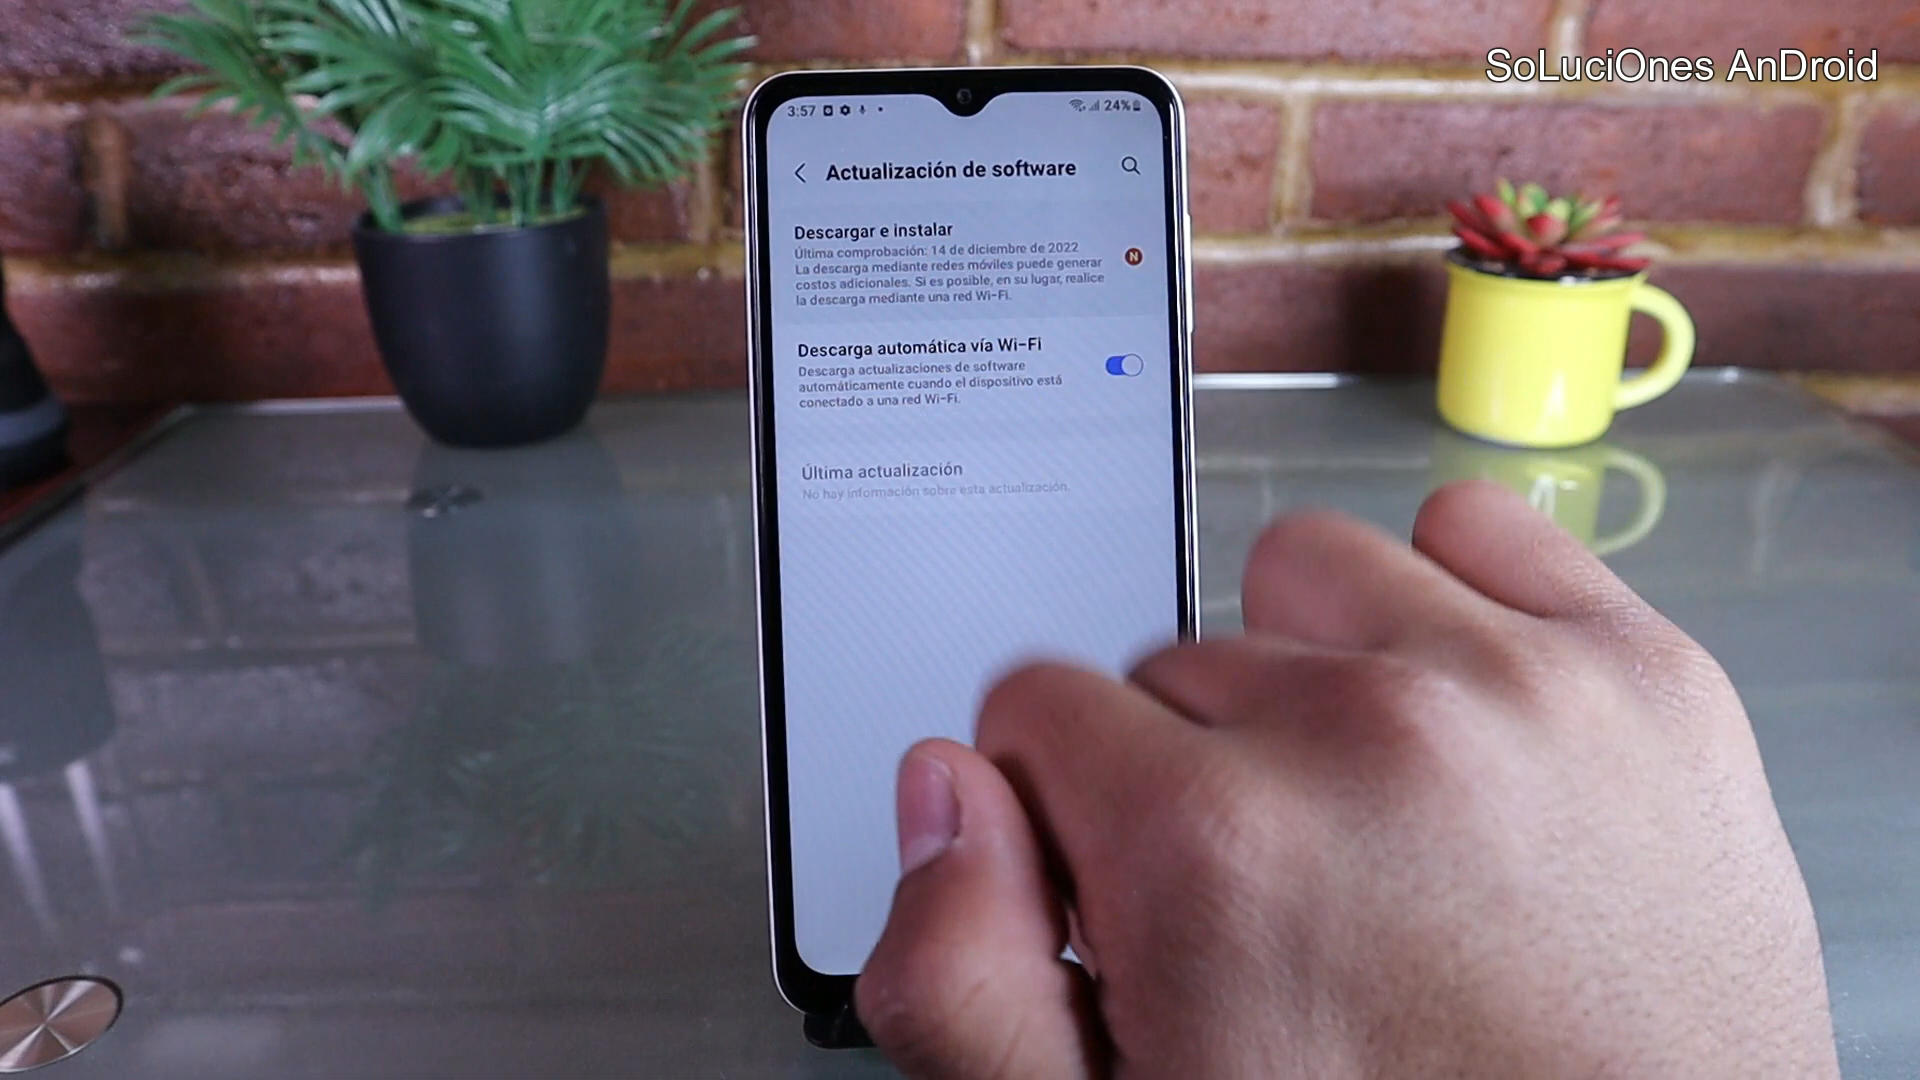 SoLuciOnes AnDroid
3:57
24%
Actualización de software
Descargar e instalar
Última comprobación: 14 de diciembre de 2022
La descarga mediante redes móviles puede generar
costos adicionales. Si es posible, en su lugar, realice
la descarga mediante una red Wi-Fi.
N
Descarga automática vía Wi-Fi
Descarga actualizaciones de software
automáticamente cuando el dispositivo está
conectado a una red Wi-Fi.
Última actualización
No hay información sobre esta actualización.